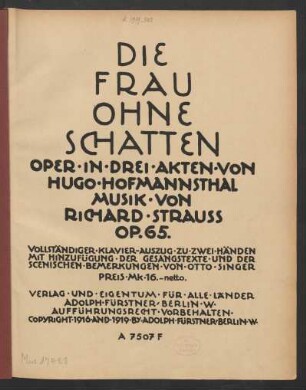 DIE
FRAU
OHNE
SCHATTEN
OPER·IN·DREI·AKTEN·VON
HUGO·HOFMANNSTHAL
MUSIK·VON
RICHARD·STRAUSS
OP. 65.
VOLLSTÄNDIGER·KLAVIER-AUSZUG·ZU·ZWEI·HÄNDEN
MIT·HINZUFÜGUNG·DER·GESANGSTEXTE·UND·DER
SCENISCHEN·BEMERKUNGEN·VON·OTTO·SINGER
PREIS·Mk·16.-netto.
VERLAG·UND·EIGENTUM·FÜR·ALLE·LÄNDER
ADOLPH·FÜRSTNER·BERLIN·W.
AUFFÜHRUNGSRECHT·VORBEHALTEN·
COPYRIGHT·1916·AND·1919·BY·ADOLPH·FÜRSTNER·BERLIN·W.
A 7507 F